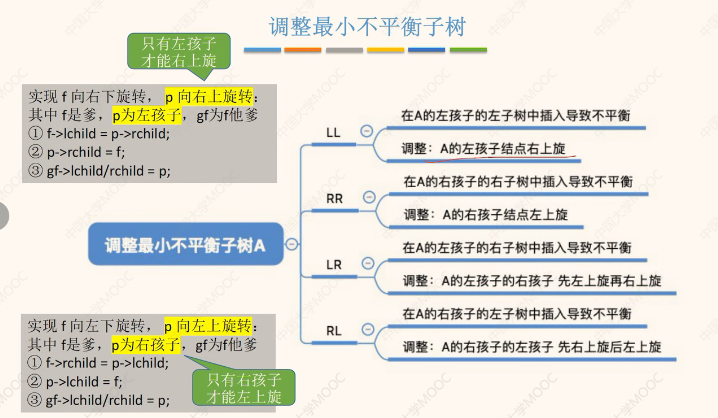 调整最小不平衡子树
只有左孩子
才能右上旋
实现 f 向右下旋转， p 向右上旋转：
其中 f是爹，p为左孩子，gf为f他爹
① f->lchild = p->rchild;
② p->rchild = f;
③ gf->lchild/rchild = p;
调整最小不平衡子树A
LL
在A的左孩子的左子树中插入导致不平衡
调整：A的左孩子结点右上旋
RR
在A的右孩子的右子树中插入导致不平衡
调整：A的右孩子结点左上旋
LR
在A的左孩子的右子树中插入导致不平衡
调整：A的左孩子的右孩子 先左上旋再右上旋
RL
在A的右孩子的左子树中插入导致不平衡
调整：A的右孩子的左孩子 先右上旋后左上旋
实现 f 向左下旋转， p 向左上旋转：
其中 f是爹，p为右孩子，gf为f他爹
① f->rchild = p->lchild;
② p->lchild = f;
③ gf->lchild/rchild = p;
只有右孩子
才能左上旋
中国大学MOOC